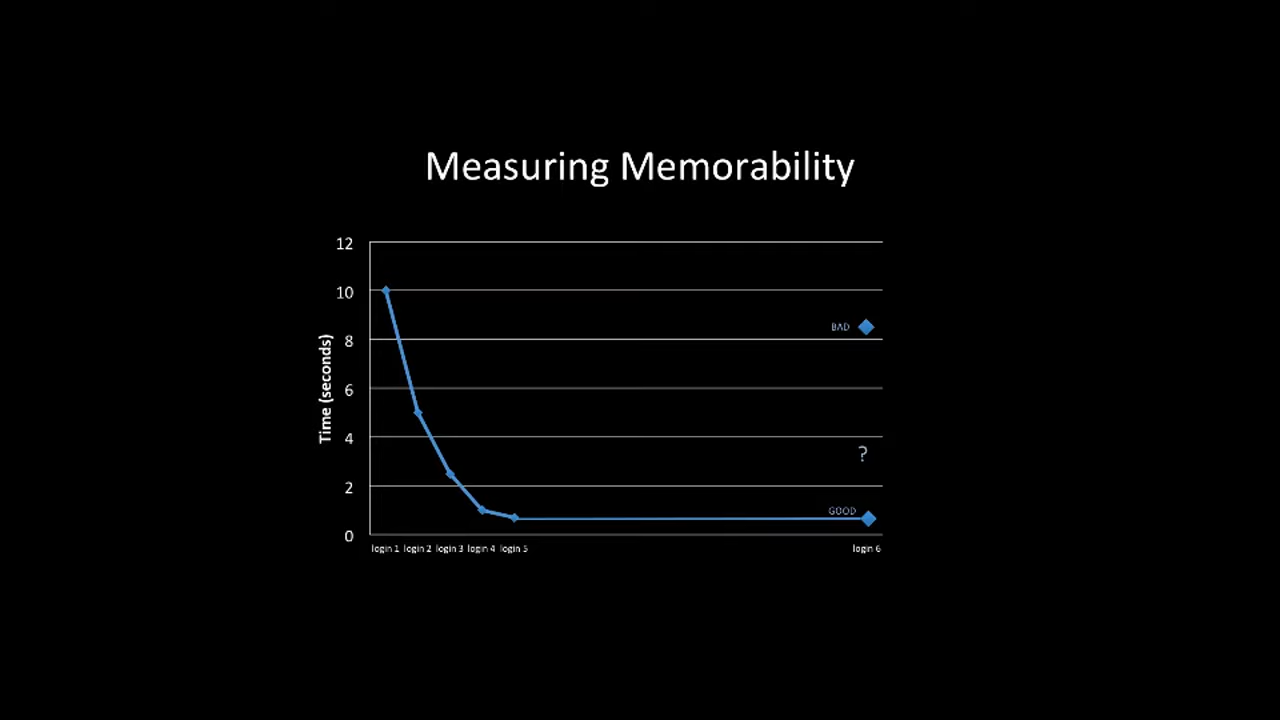 Measuring Memorability
12
10
8
6
4
2
0
Time (seconds)
BAD
?
GOOD
login 1 login 2 login 3 login 4 login 5 login 6